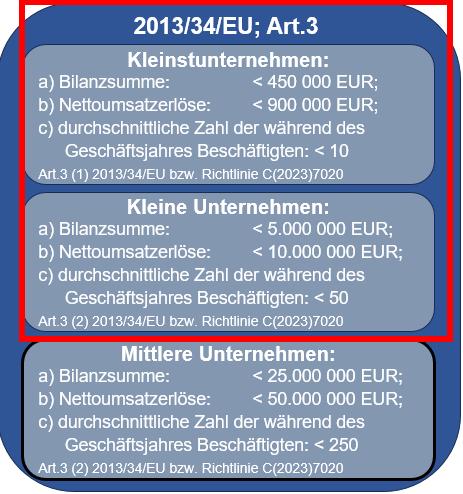 2013/34/EU; Art.3
Kleinstunternehmen:
a) Bilanzsumme: < 450 000 EUR;
b) Nettoumsatzerlöse: < 900 000 EUR;
c) durchschnittliche Zahl der während des
Geschäftsjahres Beschäftigten: < 10
Art.3 (1) 2013/34/EU bzw. Richtlinie C(2023)7020
Kleine Unternehmen:
a) Bilanzsumme: < 5.000 000 EUR;
b) Nettoumsatzerlöse: < 10.000 000 EUR;
c) durchschnittliche Zahl der während des
Geschäftsjahres Beschäftigten: < 50
Art.3 (2) 2013/34/EU bzw. Richtlinie C(2023)7020
Mittlere Unternehmen:
a) Bilanzsumme: < 25.000 000 EUR;
b) Nettoumsatzerlöse: < 50.000 000 EUR;
c) durchschnittliche Zahl der während des
Geschäftsjahres Beschäftigten: < 250
Art.3 (2) 2013/34/EU bzw. Richtlinie C(2023)7020